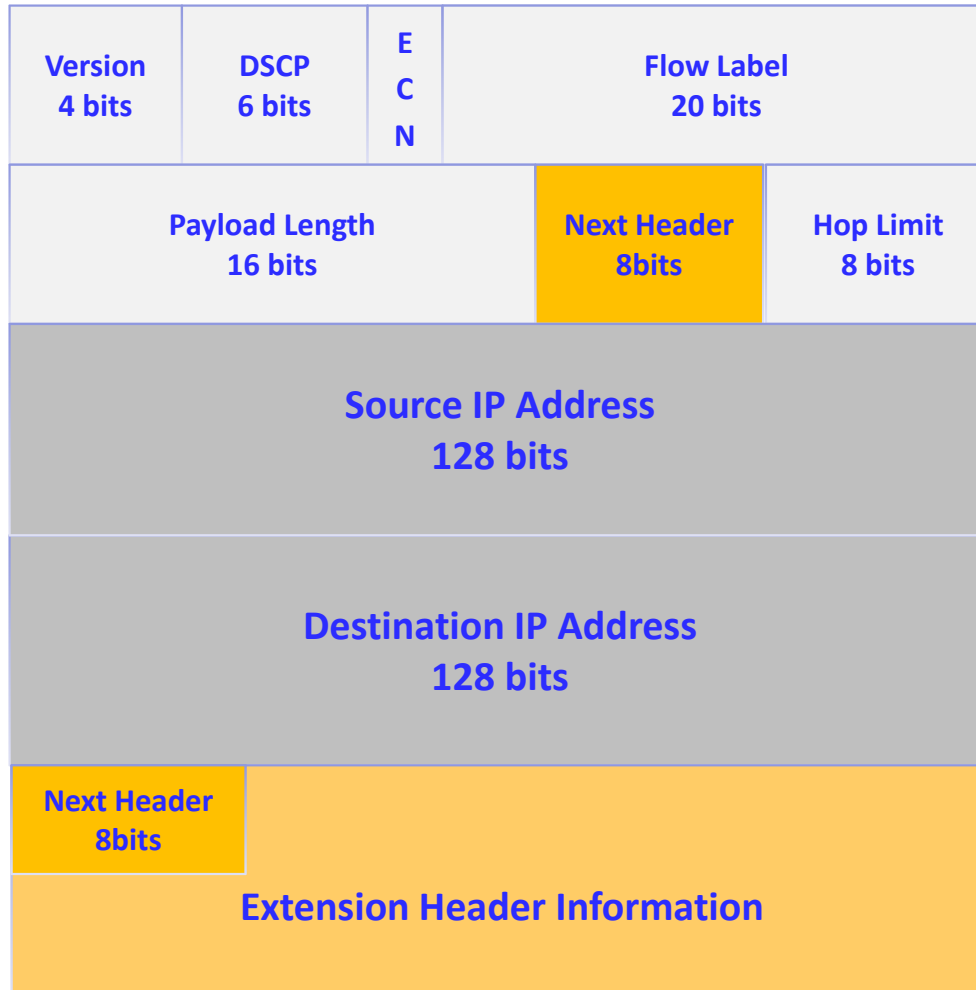 Version
4 bits
DSCP
6 bits
E
C
N
Flow Label
20 bits
Payload Length
16 bits
Next Header
8bits
Hop Limit
8 bits
Source IP Address
128 bits
Destination IP Address
128 bits
Next Header
8bits
Extension Header Information